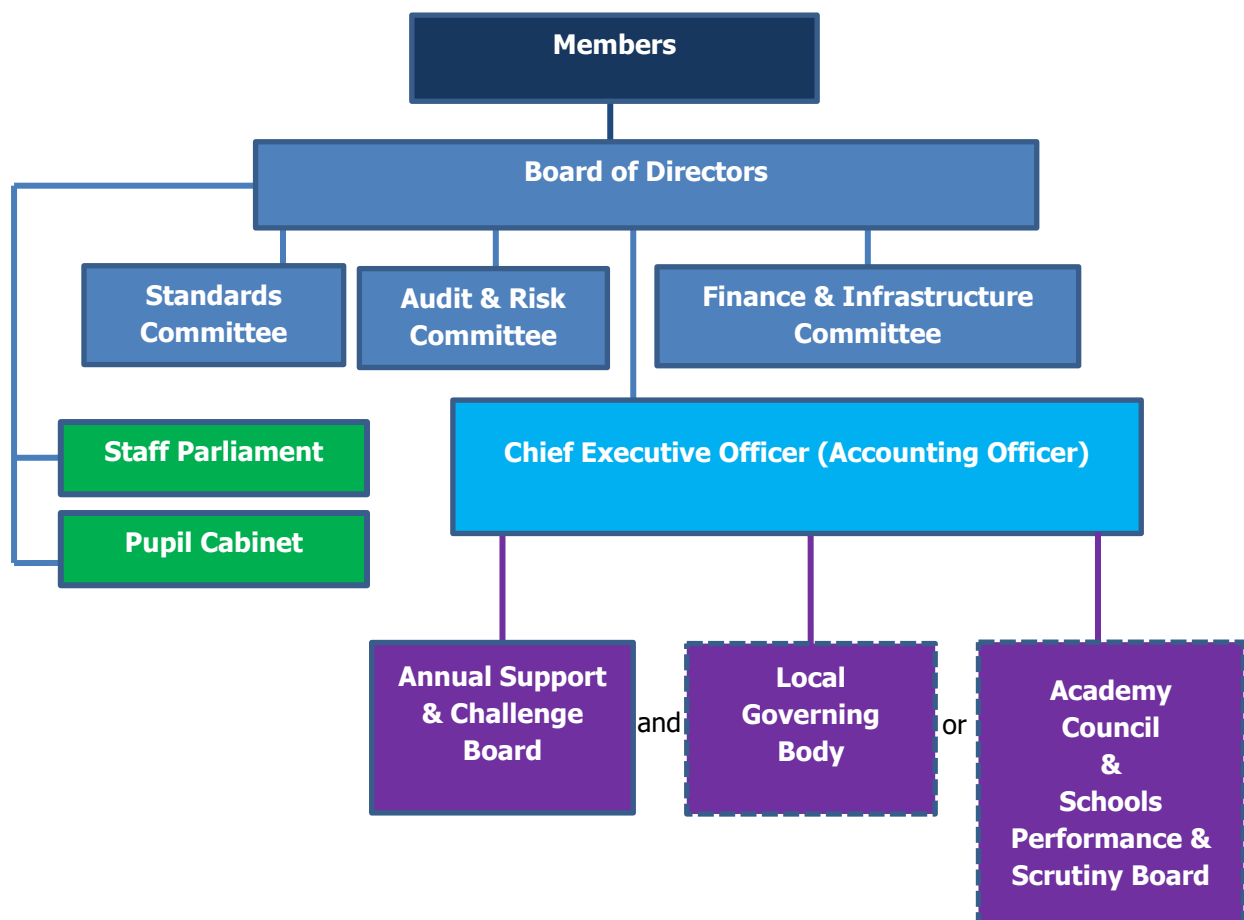 Members
Board of Directors
Standards
Committee
Audit & Risk
Committee
Finance & Infrastructure
Committee
Staff Parliament
Chief Executive Officer (Accounting Officer)
Pupil Cabinet
Annual Support
& Challenge
Board
and
Local
Governing
Body
or
Academy
Council
&
Schools
Performance &
Scrutiny Board